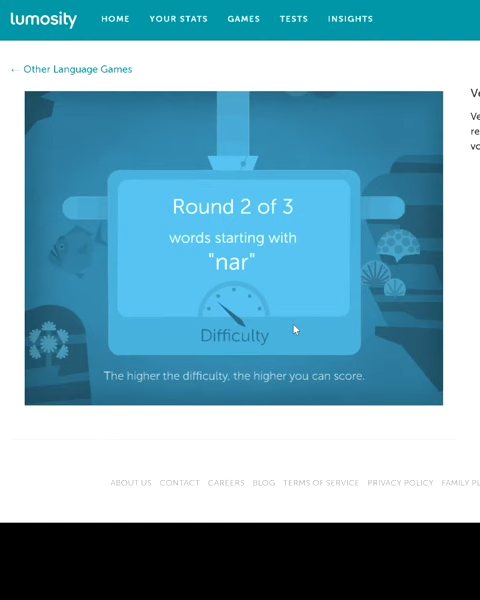 lumosity HOME YOUR STATS GAMES TESTS INSIGHTS
← Other Language Games
Round 2 of 3
words starting with
"nar"
Difficulty
The higher the difficulty, the higher you can score.
ABOUT US CONTACT CAREERS BLOG TERMS OF SERVICE PRIVACY POLICY FAMILY